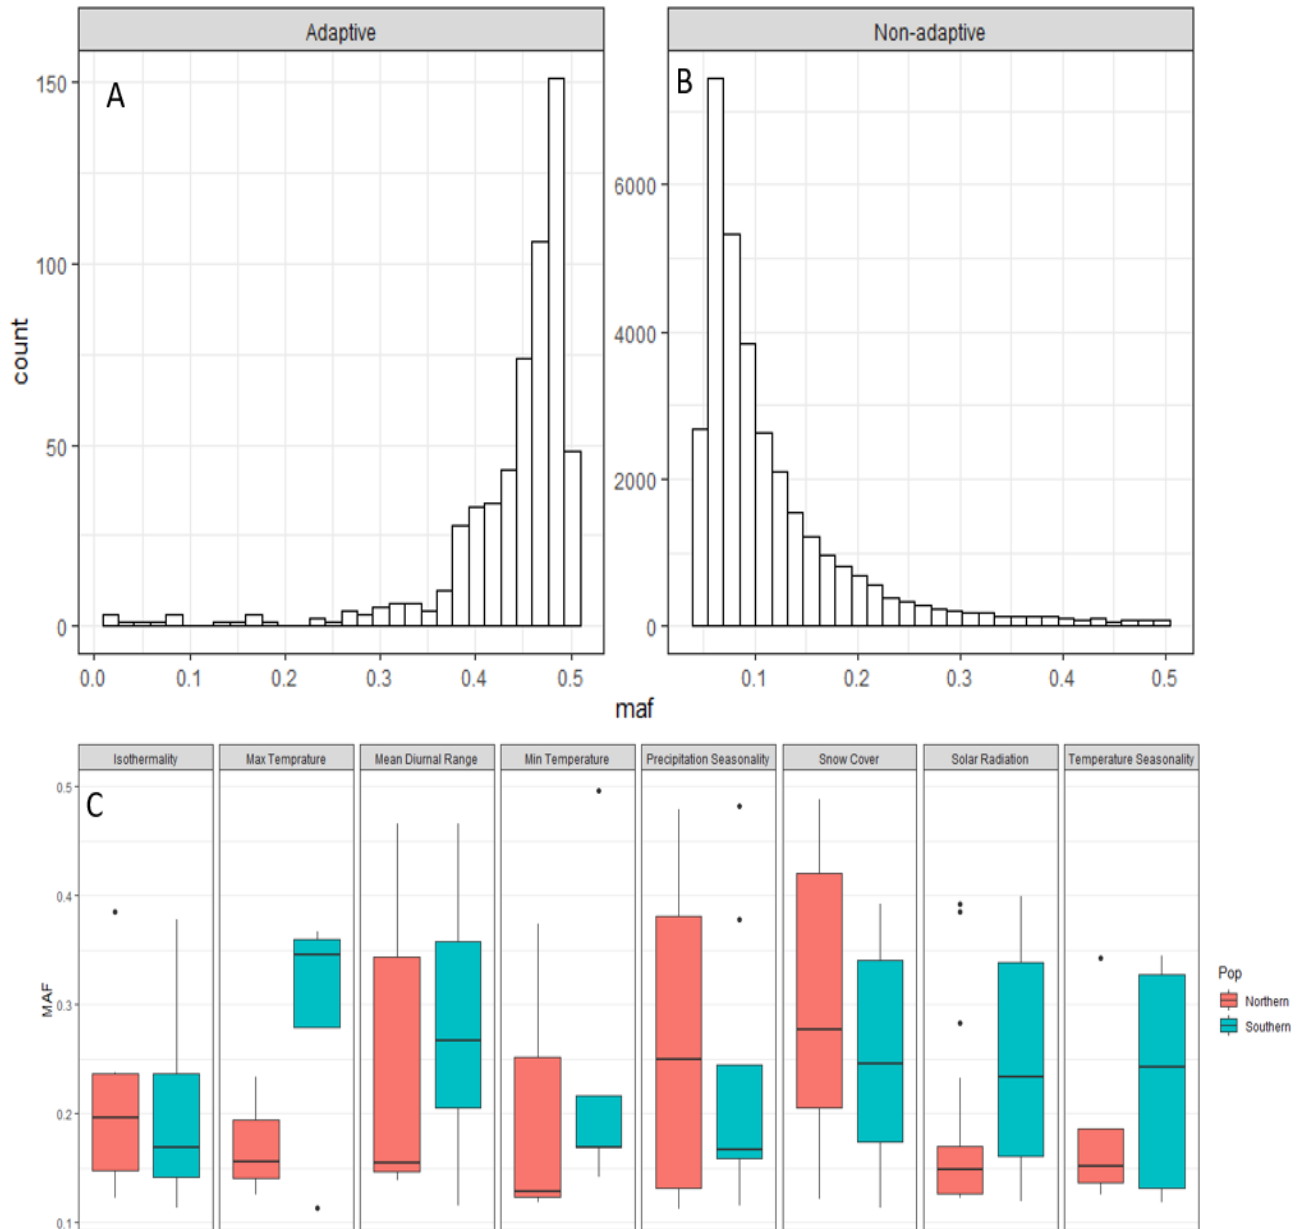 Adaptive
Non-adaptive
A
B
count
150
100
50
0
6000
4000
2000
0
0.0 0.1 0.2 0.3 0.4 0.5
0.1 0.2 0.3 0.4 0.5
maf
Isothermality
Max Temprature
Mean Diurnal Range
Min Temperature
Precipitation Seasonality
Snow Cover
Solar Radiation
Temperature Seasonality
C
MAF
0.5
0.4
0.3
0.2
0.1
Pop
Northern
Southern